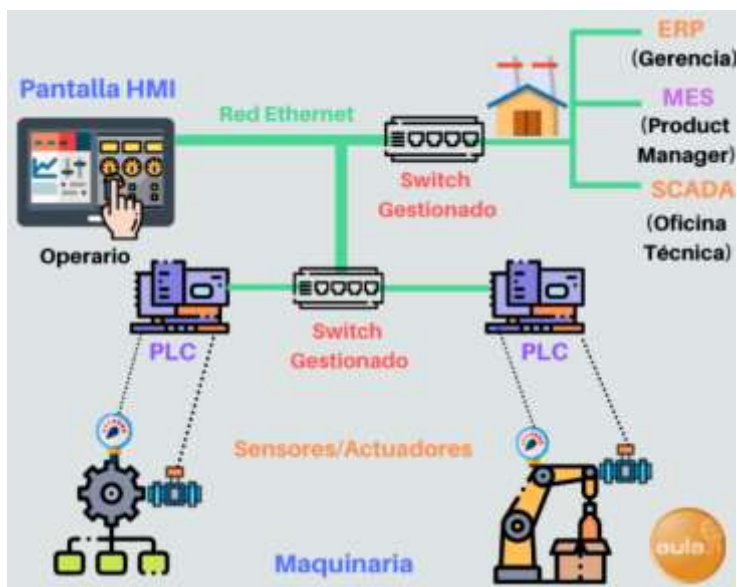 ERP
(Gerencia)
Pantalla HMI
Red Ethernet
MES
(Product
Manager)
Switch
Gestionado
SCADA
(Oficina
Técnica)
Operario
PLC
Switch
Gestionado
PLC
Sensores/Actuadores
Maquinaria
aula